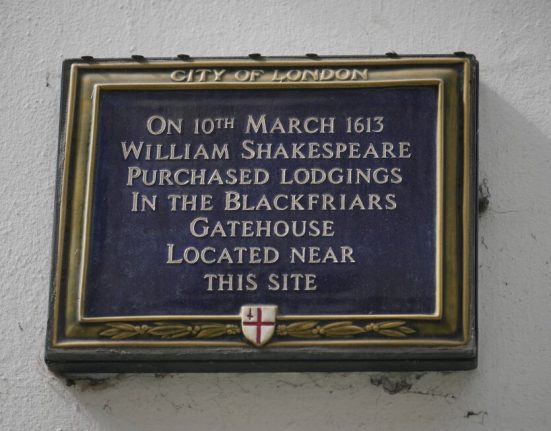 CITY OF LONDON
ON 10TH MARCH 1613
WILLIAM SHAKESPEARE
PURCHASED LODGINGS
IN THE BLACKFRIARS
GATEHOUSE
LOCATED NEAR
THIS SITE